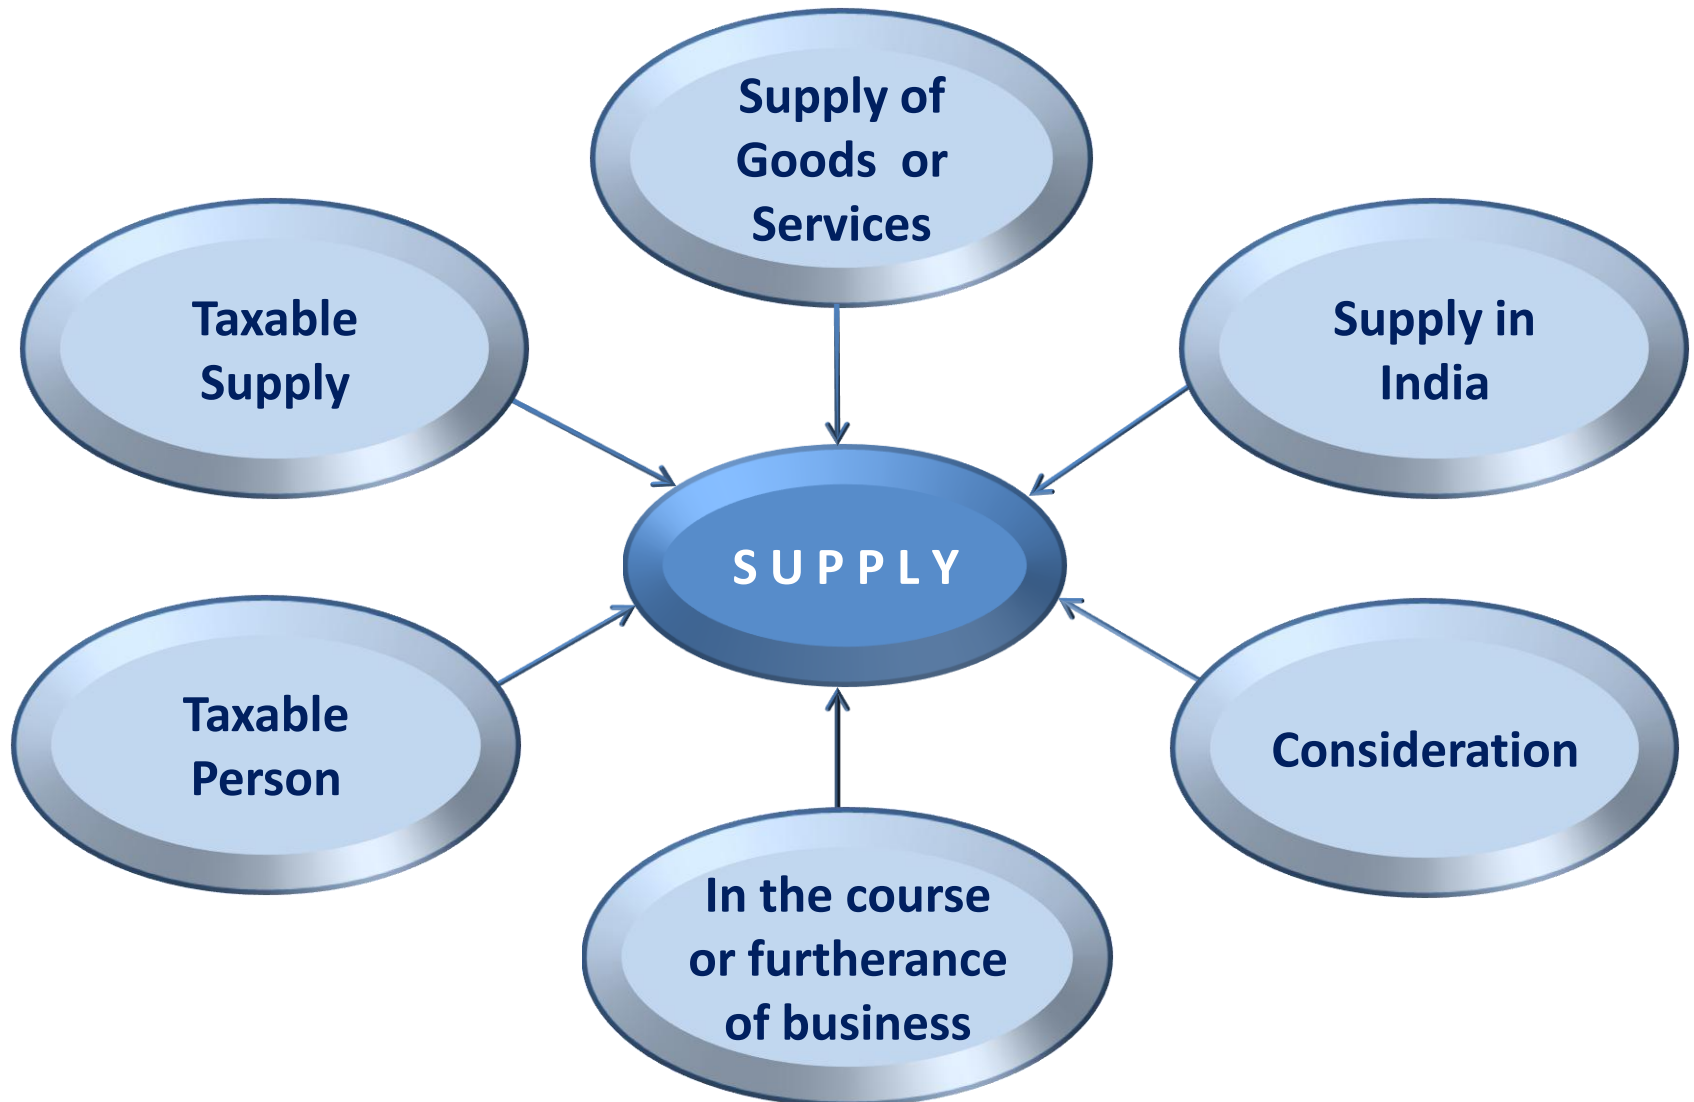 Supply of
Goods  or
Services
Taxable
Supply
Supply in
India
S U P P L Y
Taxable
Person
Consideration
In the course
or furtherance
of business